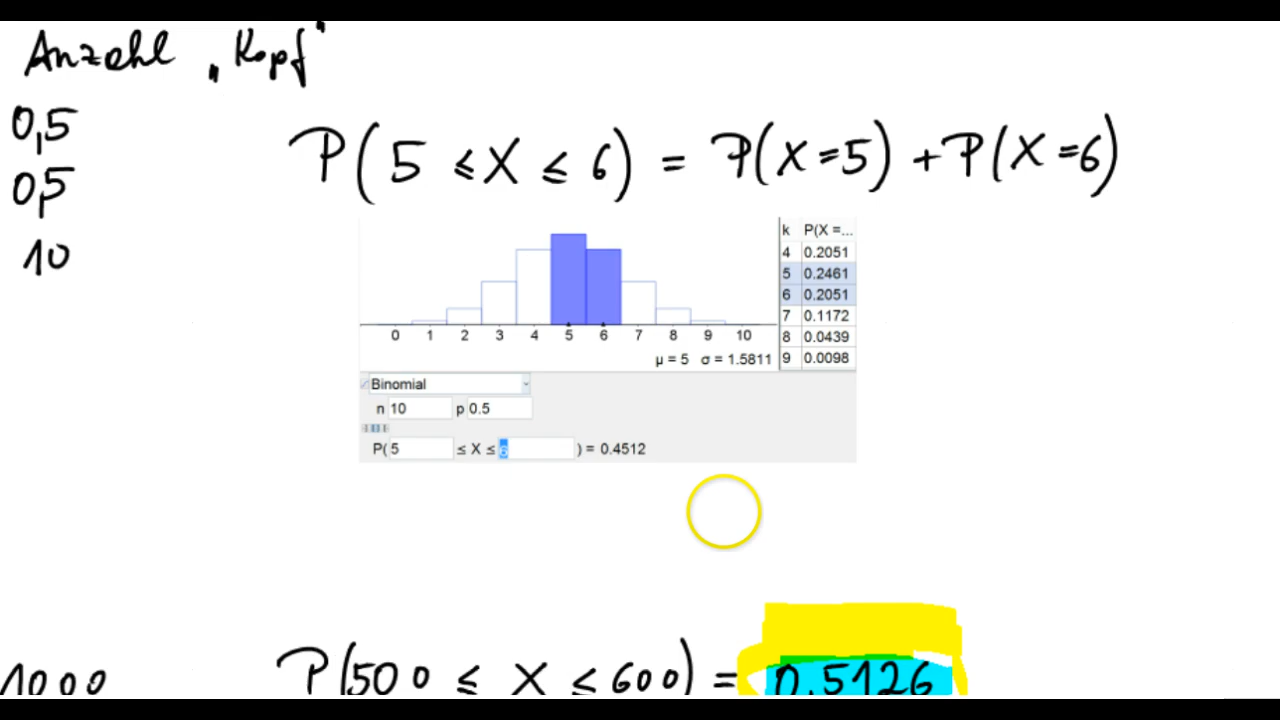 Anzahl „Kopf“
0,5
P(5 ≤ X ≤ 6) = P(X=5) + P(X=6)
0,5
10
k P(X =...
4 0.2051
5 0.2461
6 0.2051
7 0.1172
8 0.0439
9 0.0098
0 1 2 3 4 5 6 7 8 9 10
µ = 5 σ = 1.5811
Binomial
n 10 p 0.5
P( 5 ≤ X ≤ 6 ) = 0.4512
1000 P(500 ≤ X ≤ 600) = 0.5126